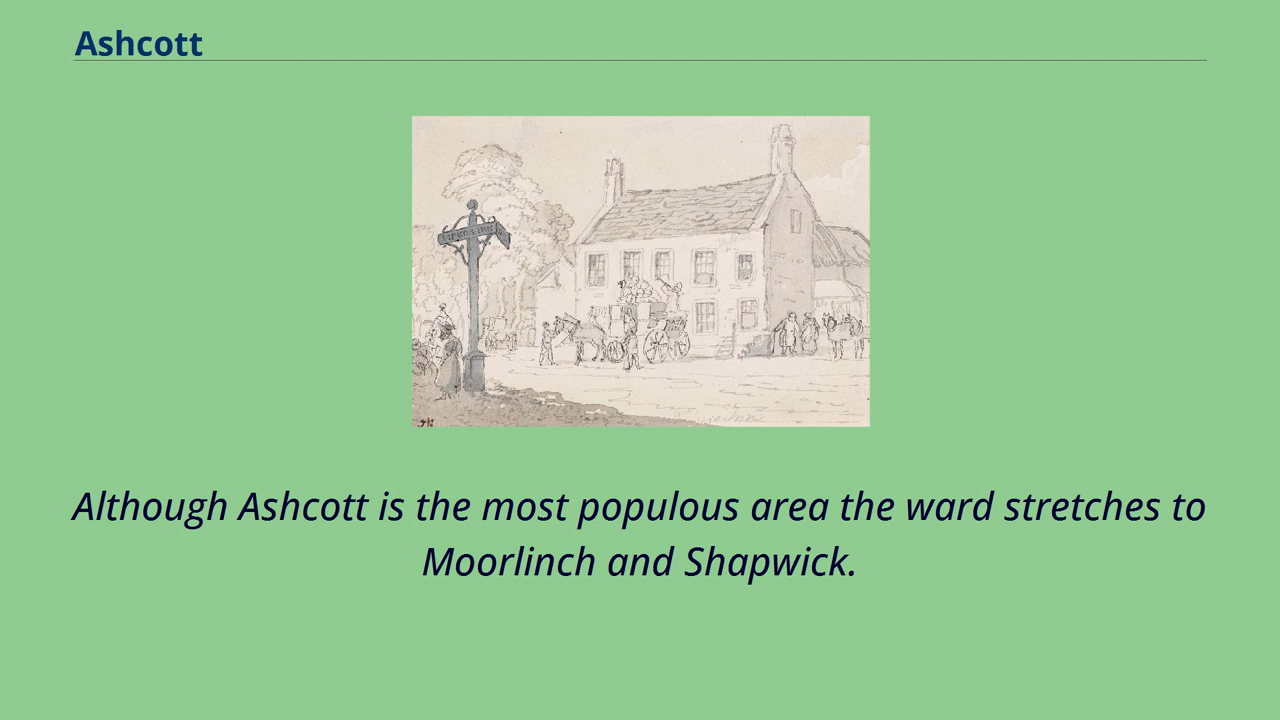 Ashcott
Although Ashcott is the most populous area the ward stretches to
Moorlinch and Shapwick.